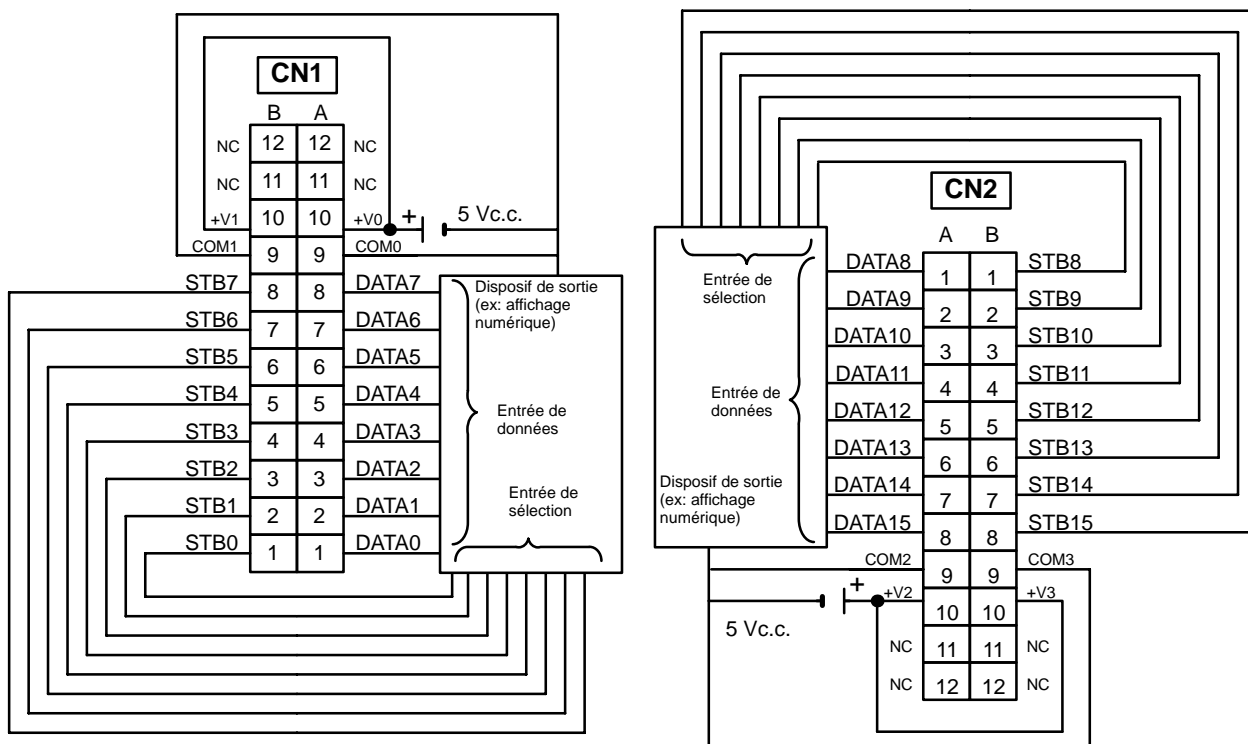 CN1
B A
NC 12 12 NC
NC 11 11 NC
+V1 10 10 +V0 + 5 Vc.c.
COM1 9 9 COM0
STB7 8 8 DATA7
STB6 7 7 DATA6
STB5 6 6 DATA5
STB4 5 5 DATA4
STB3 4 4 DATA3
STB2 3 3 DATA2
STB1 2 2 DATA1
STB0 1 1 DATA0
Disposif de sortie
(ex: affichage
numérique)
Entrée de
données
Entrée de
sélection
CN2
A B
DATA8 1 1 STB8
DATA9 2 2 STB9
DATA10 3 3 STB10
DATA11 4 4 STB11
DATA12 5 5 STB12
DATA13 6 6 STB13
DATA14 7 7 STB14
DATA15 8 8 STB15
COM2 9 9 COM3
+ +V2 10 10 +V3
5 Vc.c.
NC 11 11 NC
NC 12 12 NC
Entrée de
sélection
Entrée de
données
Disposif de sortie
(ex: affichage
numérique)